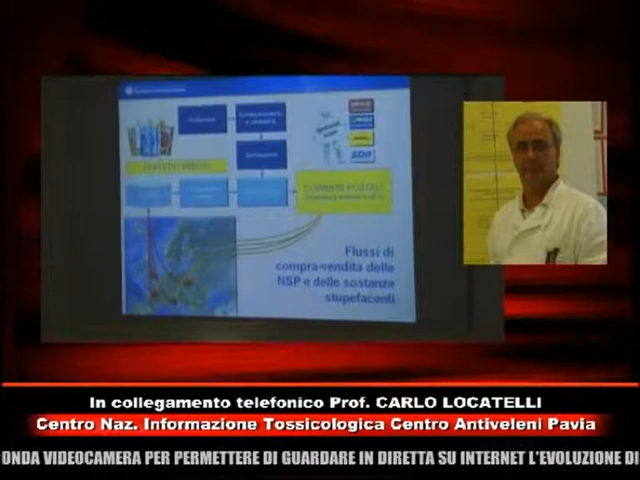 CORRIERI POSTALI
Flussi di
compra-vendita delle
NSP e delle sostanze
stupefacenti
In collegamento telefonico Prof. CARLO LOCATELLI
Centro Naz. Informazione Tossicologica Centro Antiveleni Pavia
ONDA VIDEOCAMERA PER PERMETTERE DI GUARDARE IN DIRETTA SU INTERNET L'EVOLUZIONE DI